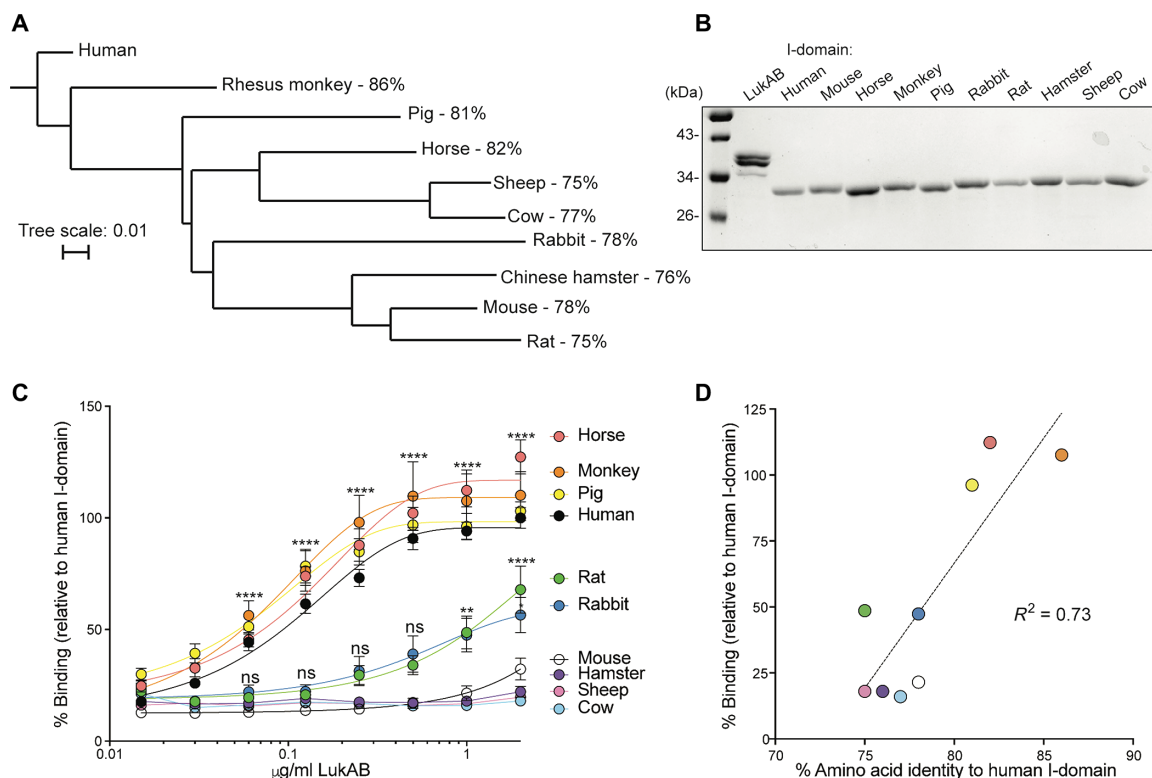 A
Human
Rhesus monkey - 86%
Pig - 81%
Horse - 82%
Sheep - 75%
Cow - 77%
Rabbit - 78%
Chinese hamster - 76%
Mouse - 78%
Rat - 75%
Tree scale: 0.01
B
I-domain:
(kDa)
LukAB
Human
Mouse
Horse
Monkey
Pig
Rabbit
Rat
Hamster
Sheep
Cow
43-
34-
26-
C
% Binding (relative to human I-domain)
150
100
50
0
0.01
0.1
1
µg/ml LukAB
****
****
****
****
****
****
****
**
*
ns
ns
ns
ns
Horse
Monkey
Pig
Human
Rat
Rabbit
Mouse
Hamster
Sheep
Cow
D
% Binding (relative to human I-domain)
125
100
75
50
25
0
70
75
80
85
90
R² = 0.73
% Amino acid identity to human I-domain